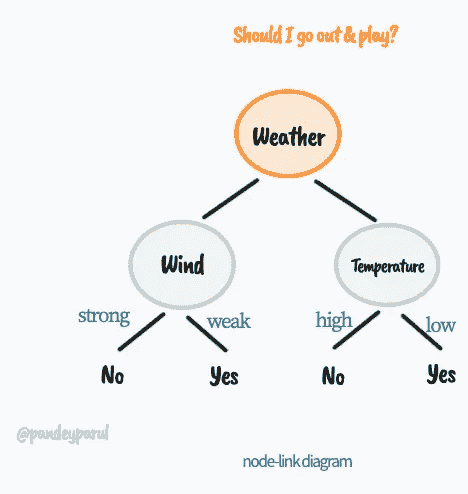 Should I go out & play?
Weather
Wind
Temperature
strong
weak
high
low
No
Yes
No
Yes
@pandeyparul
node-link diagram